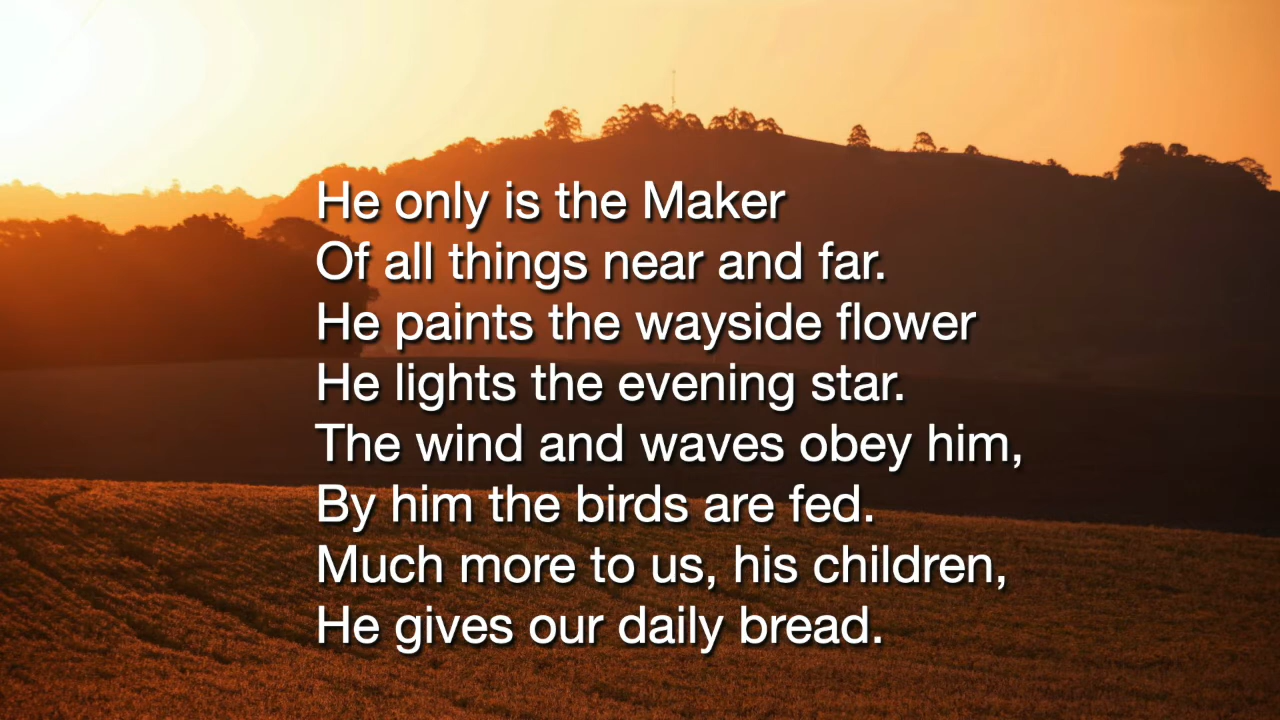 He only is the Maker
Of all things near and far.
He paints the wayside flower
He lights the evening star.
The wind and waves obey him,
By him the birds are fed.
Much more to us, his children,
He gives our daily bread.